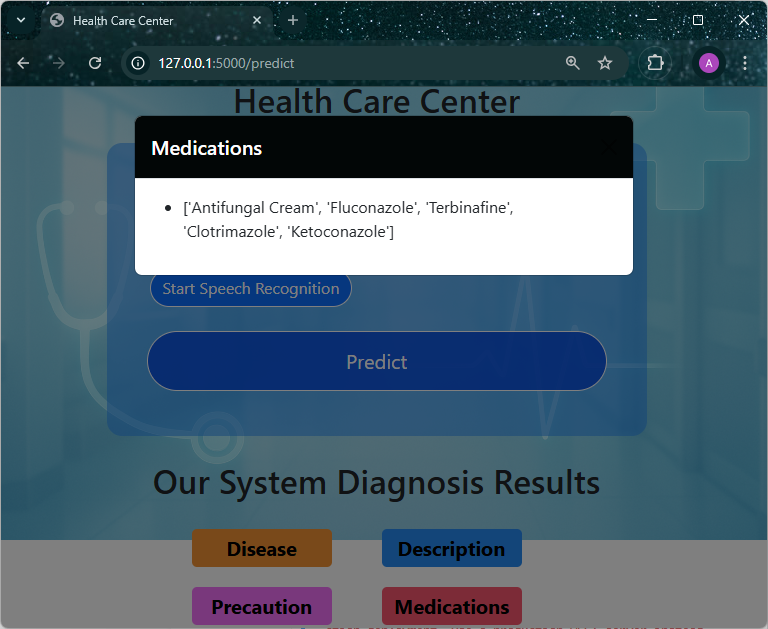 Health Care Center
127.0.0.1:5000/predict
A
Health Care Center
Medications
['Antifungal Cream', 'Fluconazole', 'Terbinafine',
'Clotrimazole', 'Ketoconazole']
Start Speech Recognition
Predict
Our System Diagnosis Results
Disease
Description
Precaution
Medications